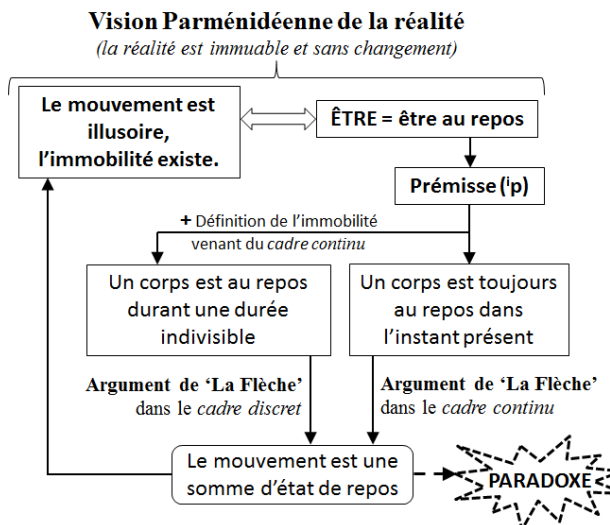 Vision Parménidéenne de la réalité
(la réalité est immuable et sans changement)
Le mouvement est
illusoire,
l’immobilité existe.
ÊTRE = être au repos
Prémisse (ⁱp)
+ Définition de l’immobilité
venant du cadre continu
Un corps est au repos
durant une durée
indivisible
Un corps est toujours
au repos dans
l’instant présent
Argument de ‘La Flèche’
dans le cadre discret
Argument de ‘La Flèche’
dans le cadre continu
Le mouvement est une
somme d’état de repos
PARADOXE